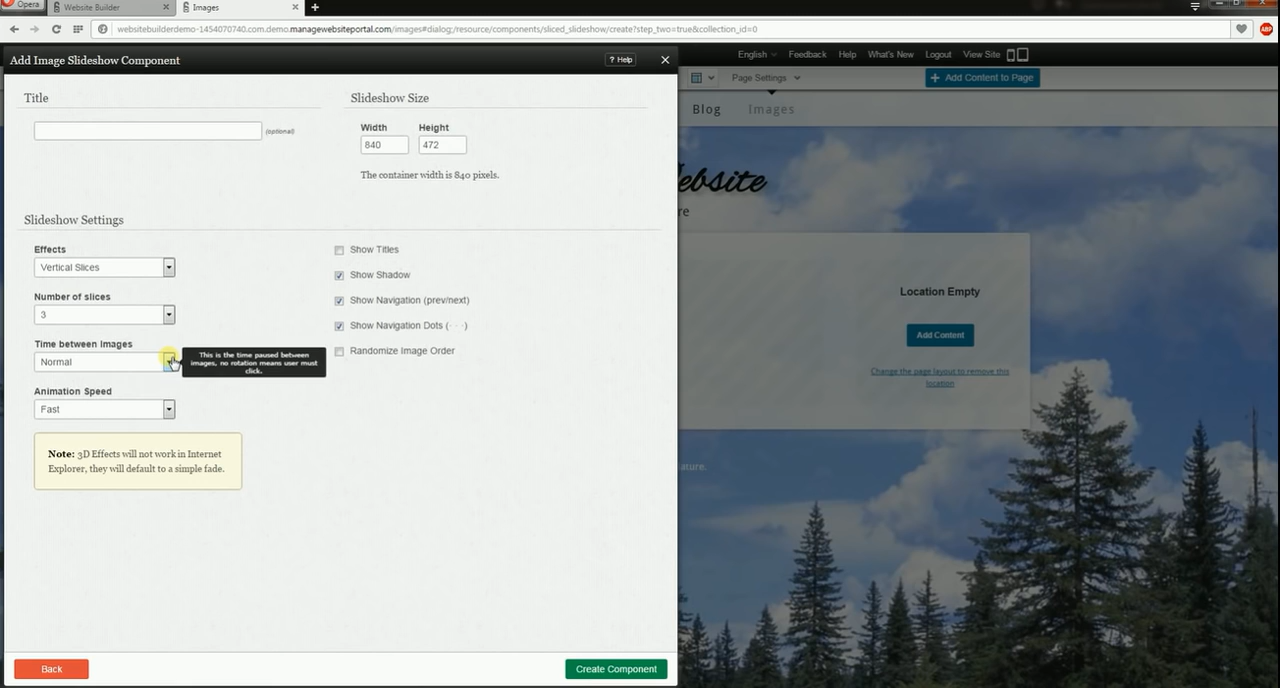 Opera
Website Builder
Images
websitebuilderdemo-1454070740.com.demo.managewebsiteportal.com/images#dialog;/resource/components/sliced_slideshow/create?step_two=true&collection_id=0
ABP
Add Image Slideshow Component
? Help
English
Feedback
Help
What's New
Logout
View Site
Page Settings
+ Add Content to Page
Blog
Images
Title
(optional)
Slideshow Size
Width
Height
840
472
The container width is 840 pixels.
ebsite
re
Slideshow Settings
Effects
Vertical Slices
Number of slices
3
Time between Images
Normal
This is the time paused between
images, no rotation means user must
click.
Animation Speed
Fast
Show Titles
Show Shadow
Show Navigation (prev/next)
Show Navigation Dots (· · ·)
Randomize Image Order
Note: 3D Effects will not work in Internet
Explorer, they will default to a simple fade.
Location Empty
Add Content
Change the page layout to remove this
location
ature.
Back
Create Component